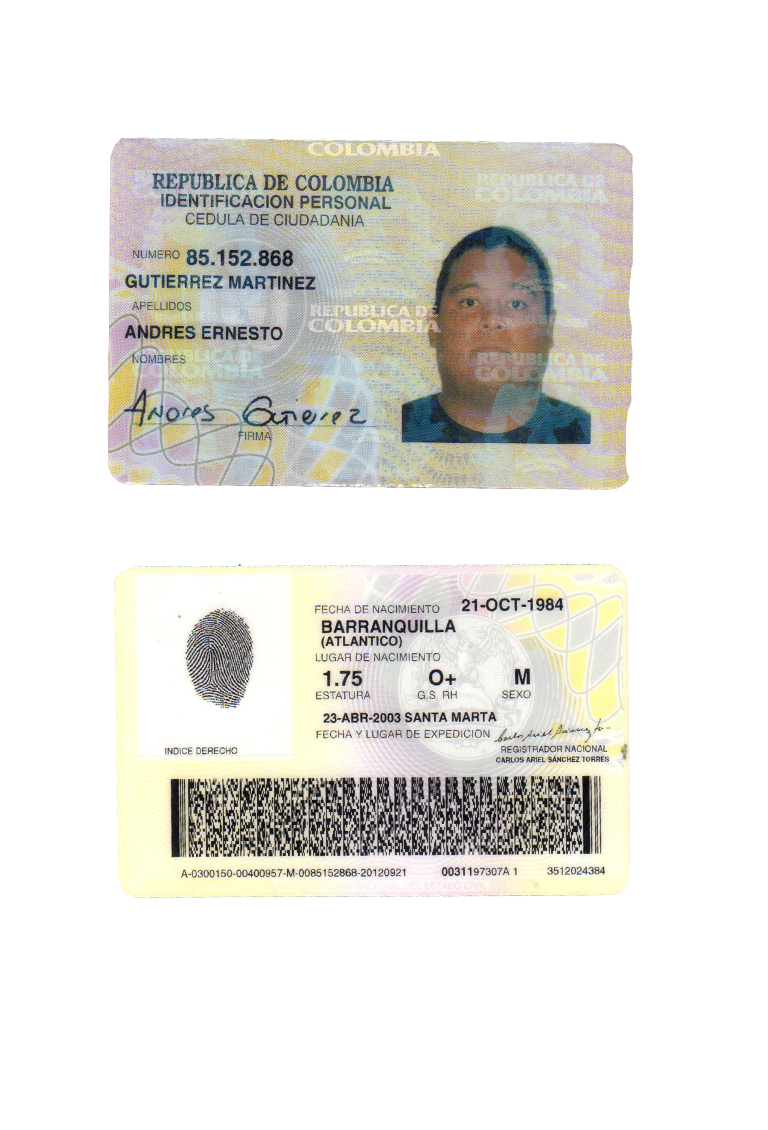 COLOMBIA
REPUBLICA DE COLOMBIA
IDENTIFICACION PERSONAL
CEDULA DE CIUDADANIA
REPUBLICA DE
COLOMBIA
NUMERO 85.152.868
GUTIERREZ MARTINEZ
APELLIDOS
REPUBLICA DE
COLOMBIA
ANDRES ERNESTO
NOMBRES
REPUBLICA DE
COLOMBIA
Andres Gutierrez
FIRMA
REPUBLICA DE
FECHA DE NACIMIENTO 21-OCT-1984
BARRANQUILLA
(ATLANTICO)
LUGAR DE NACIMIENTO
1.75 O+ M
ESTATURA G.S. RH SEXO
23-ABR-2003 SANTA MARTA
FECHA Y LUGAR DE EXPEDICION
INDICE DERECHO
REGISTRADOR NACIONAL
CARLOS ARIEL SÁNCHEZ TORRES
A-0300150-00400957-M-0085152868-20120921 0031197307A 1 3512024384